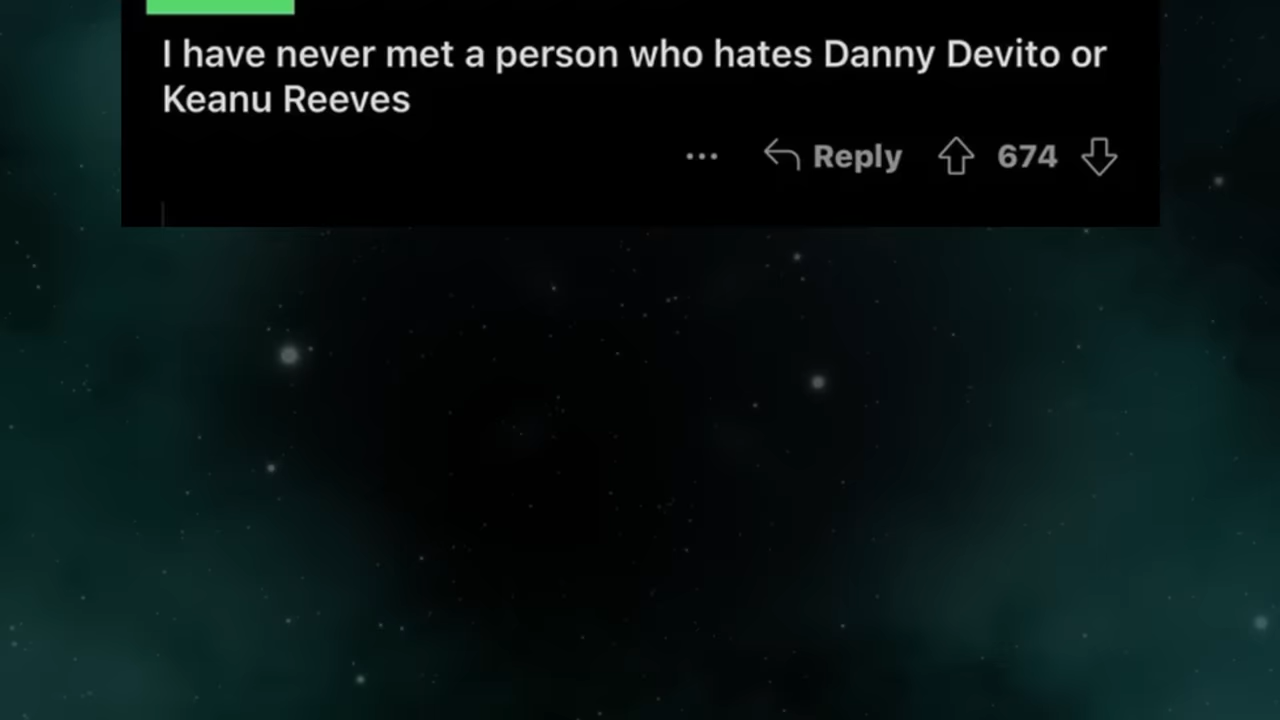 I have never met a person who hates Danny Devito or
Keanu Reeves
... Reply 674